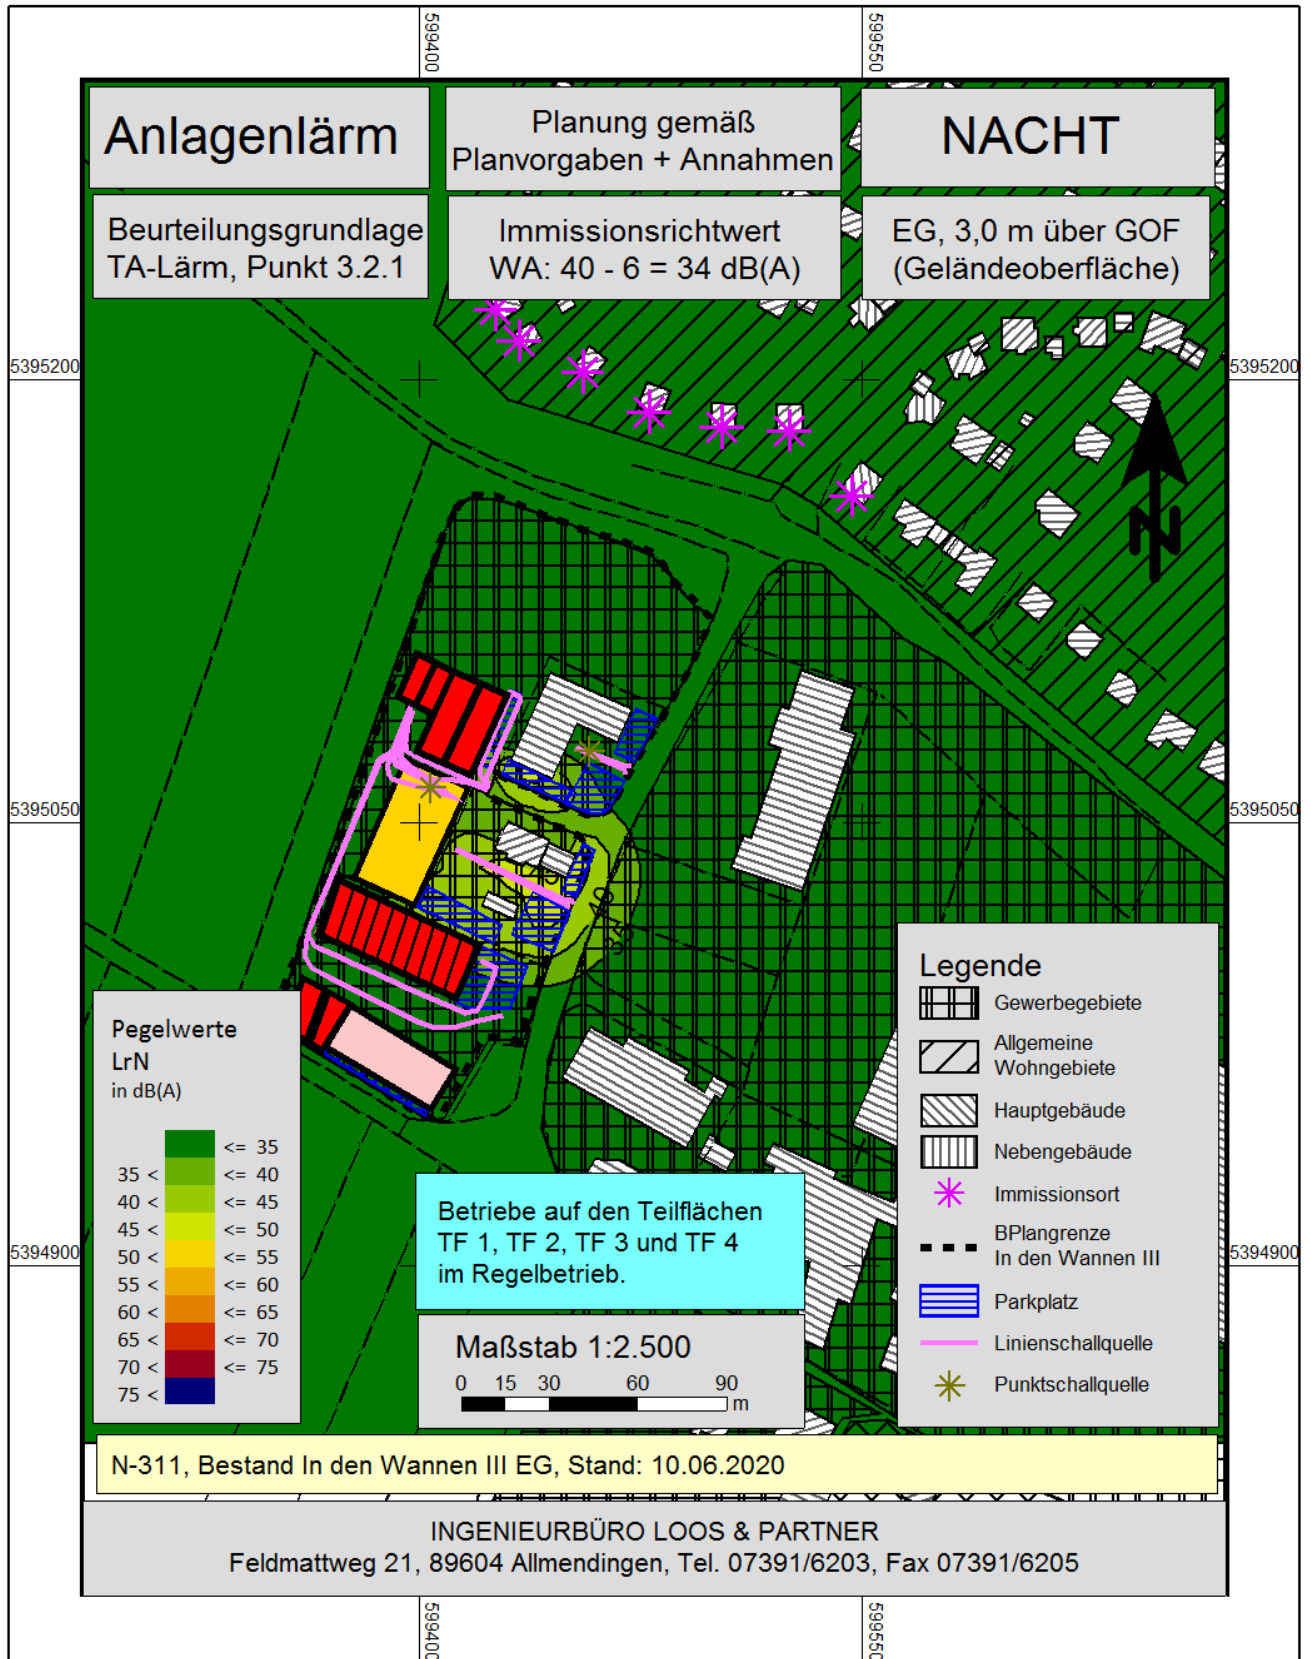 599400
599550
Anlagenlärm
Planung gemäß
Planvorgaben + Annahmen
NACHT
Beurteilungsgrundlage
TA-Lärm, Punkt 3.2.1
Immissionsrichtwert
WA: 40 - 6 = 34 dB(A)
EG, 3,0 m über GOF
(Geländeoberfläche)
5395200
5395200
N
5395050
5395050
40
35
Legende
Gewerbegebiete
Allgemeine
Wohngebiete
Hauptgebäude
Nebengebäude
Immissionsort
BPlangrenze
In den Wannen III
Parkplatz
Linienschallquelle
Punktschallquelle
Pegelwerte
LrN
in dB(A)
<= 35
35 < <= 40
40 < <= 45
45 < <= 50
50 < <= 55
55 < <= 60
60 < <= 65
65 < <= 70
70 < <= 75
75 <
5394900
5394900
Betriebe auf den Teilflächen
TF 1, TF 2, TF 3 und TF 4
im Regelbetrieb.
Maßstab 1:2.500
0 15 30 60 90
m
N-311, Bestand In den Wannen III EG, Stand: 10.06.2020
INGENIEURBÜRO LOOS & PARTNER
Feldmattweg 21, 89604 Allmendingen, Tel. 07391/6203, Fax 07391/6205
599400
599550